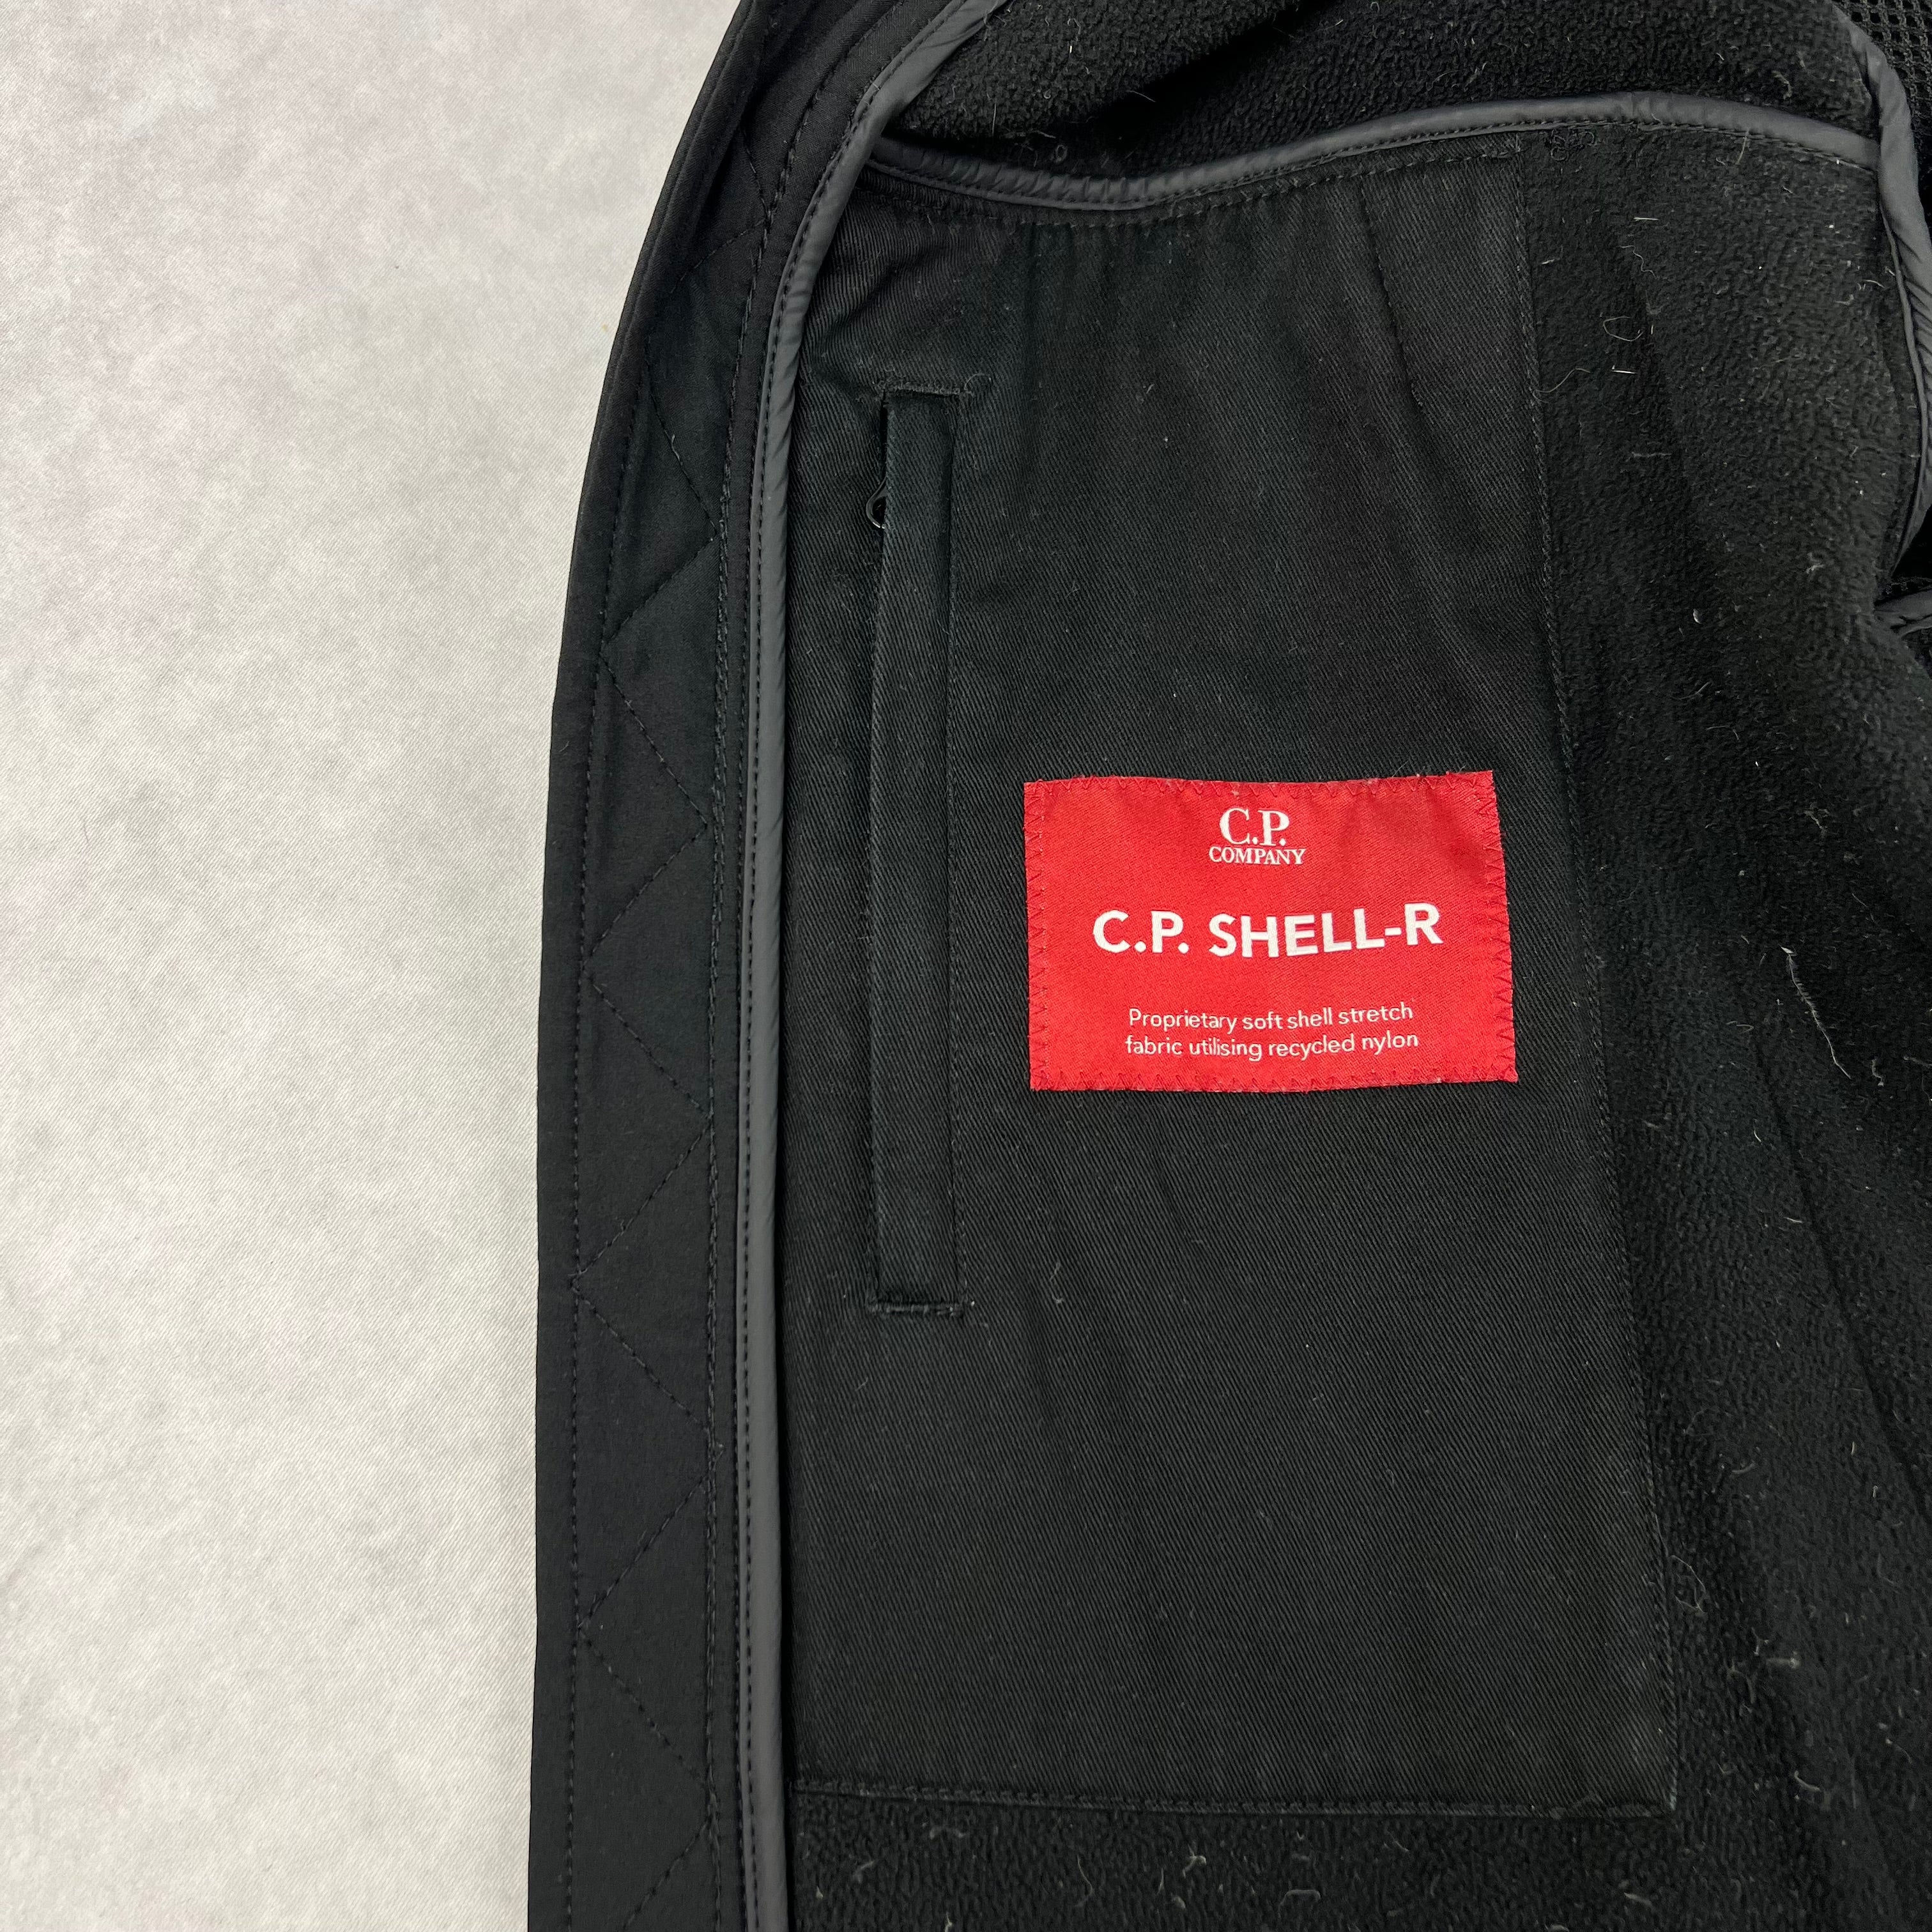 C.P.
COMPANY
C.P. SHELL-R
Proprietary soft shell stretch
fabric utilising recycled nylon